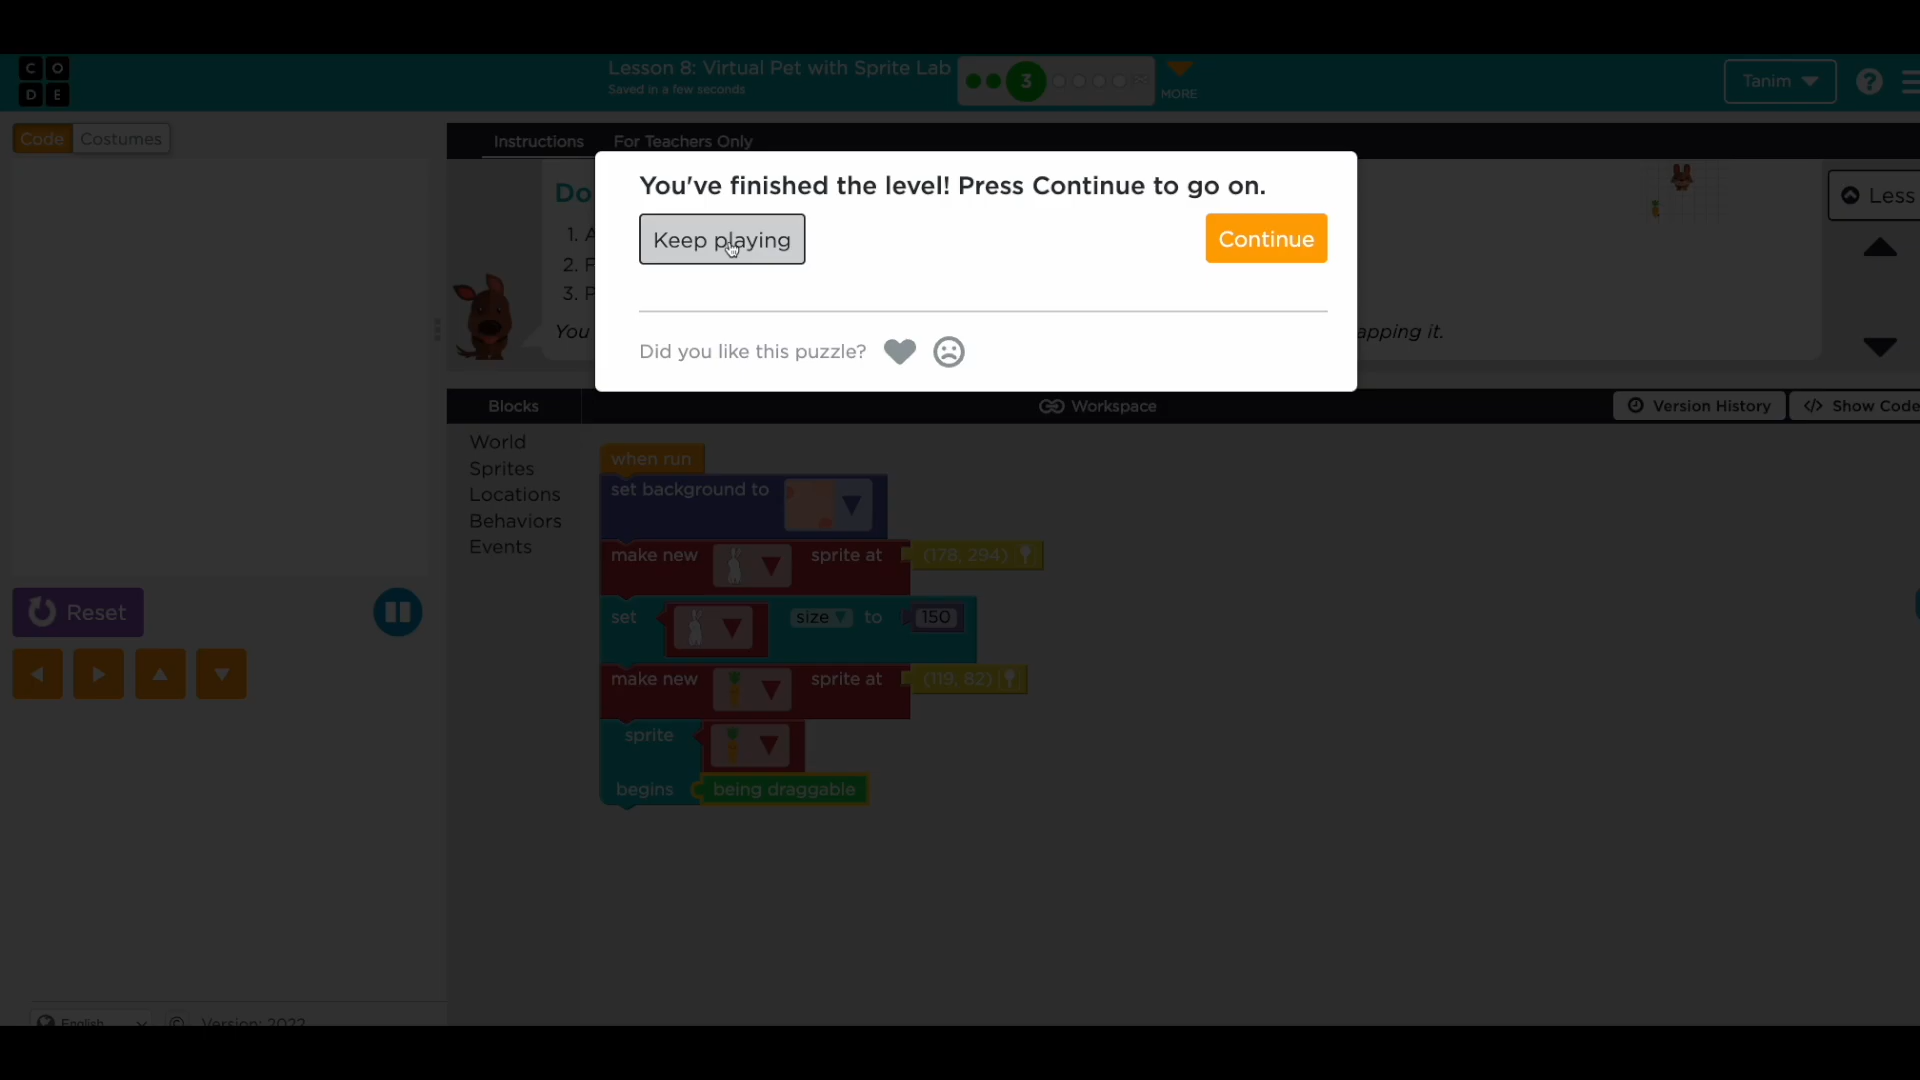 C O
D E
Lesson 8: Virtual Pet with Sprite Lab
Saved in a few seconds
3
MORE
Tanim
?
Code
Costumes
Instructions
For Teachers Only
You've finished the level! Press Continue to go on.
Keep playing
Continue
Did you like this puzzle?
Do
1. A
2. F
3. P
You
apping it.
Less
Blocks
Workspace
Version History
</> Show Code
World
Sprites
Locations
Behaviors
Events
when run
set background to
make new sprite at (178, 294)
set size to 150
make new sprite at (119, 82)
sprite
begins being draggable
Reset
English
© Version: 2022